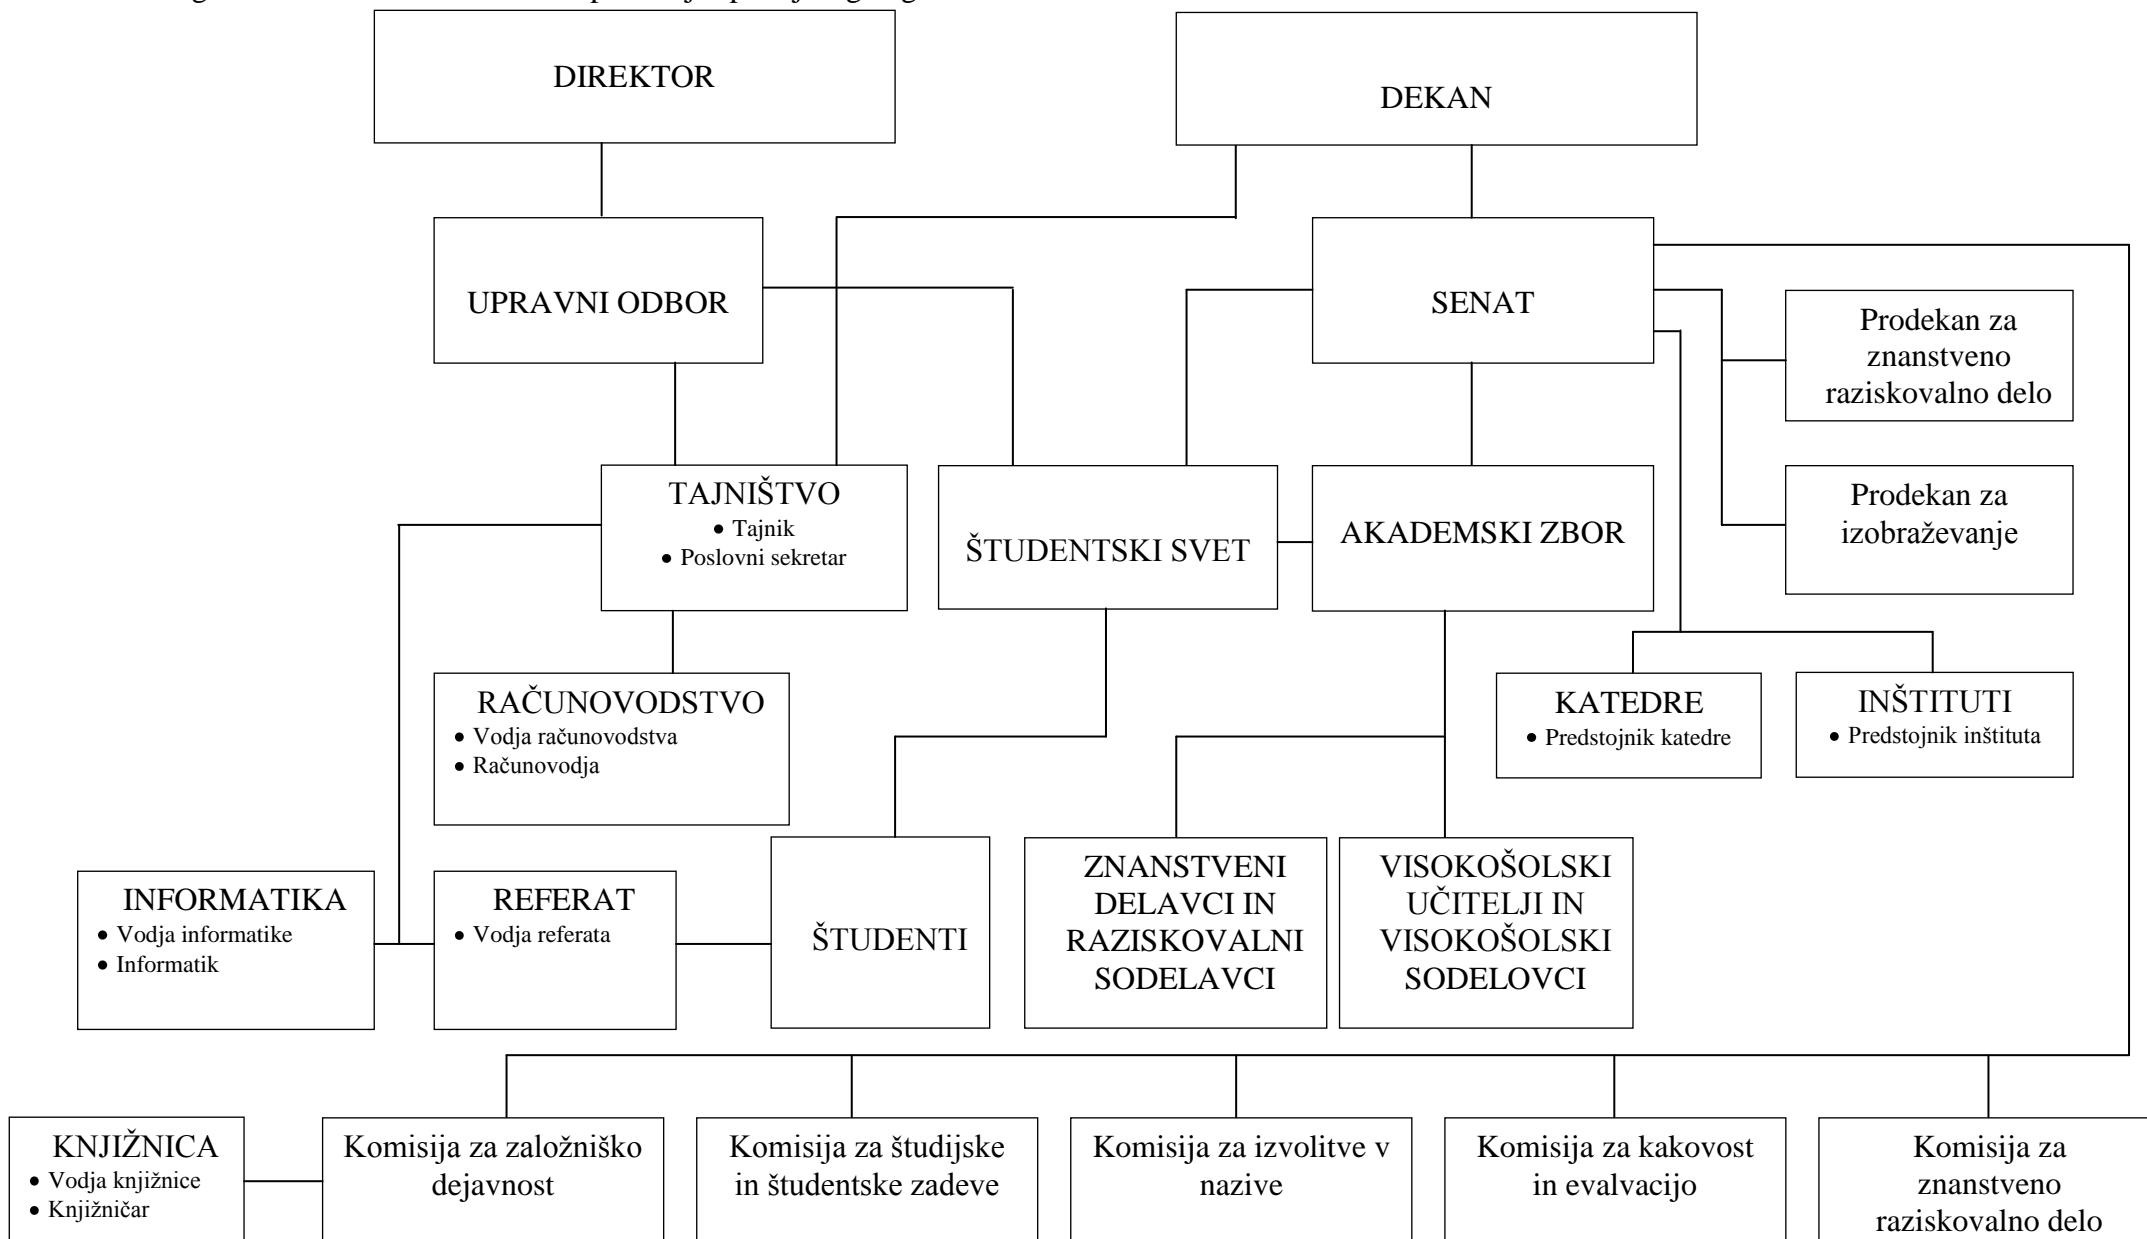 DIREKTOR
DEKAN
UPRAVNI ODBOR
SENAT
Prodekan za
znanstveno
raziskovalno delo
TAJNIŠTVO
• Tajnik
• Poslovni sekretar
ŠTUDENTSKI SVET
AKADEMSKI ZBOR
Prodekan za
izobraževanje
RAČUNOVODSTVO
• Vodja računovodstva
• Računovodja
KATEDRE
• Predstojnik katedre
INŠTITUTI
• Predstojnik inštituta
INFORMATIKA
• Vodja informatike
• Informatik
REFERAT
• Vodja referata
ŠTUDENTI
ZNANSTVENI
DELAVCI IN
RAZISKOVALNI
SODELAVCI
VISOKOŠOLSKI
UČITELJI IN
VISOKOŠOLSKI
SODELOVCI
KNJIŽNICA
• Vodja knjižnice
• Knjižničar
Komisija za založniško
dejavnost
Komisija za študijske
in študentske zadeve
Komisija za izvolitve v
nazive
Komisija za kakovost
in evalvacijo
Komisija za
znanstveno
raziskovalno delo